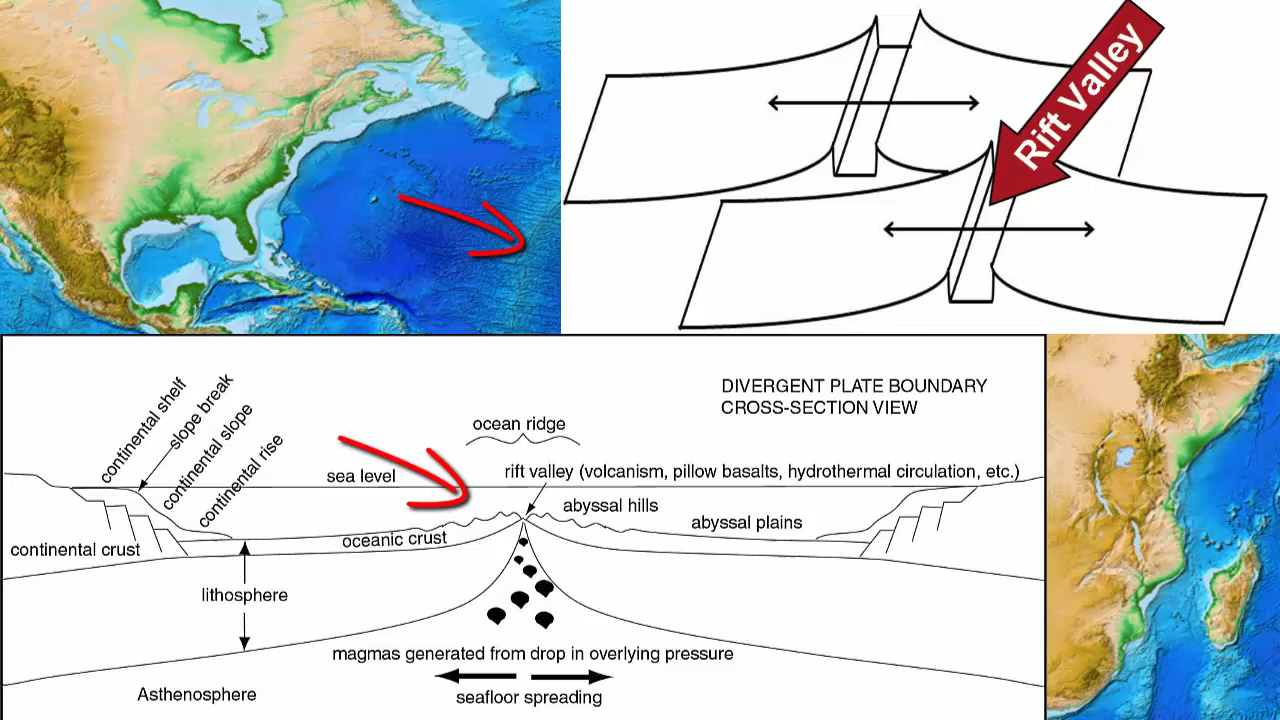 Rift Valley
DIVERGENT PLATE BOUNDARY
CROSS-SECTION VIEW
continental shelf
slope break
continental slope
continental rise
ocean ridge
sea level
rift valley (volcanism, pillow basalts, hydrothermal circulation, etc.)
abyssal hills
abyssal plains
oceanic crust
continental crust
lithosphere
magmas generated from drop in overlying pressure
Asthenosphere
seafloor spreading